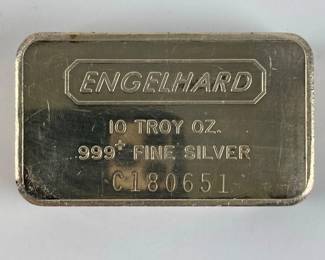 ENGELHARD
10 TROY OZ.
.999+ FINE SILVER
C180651